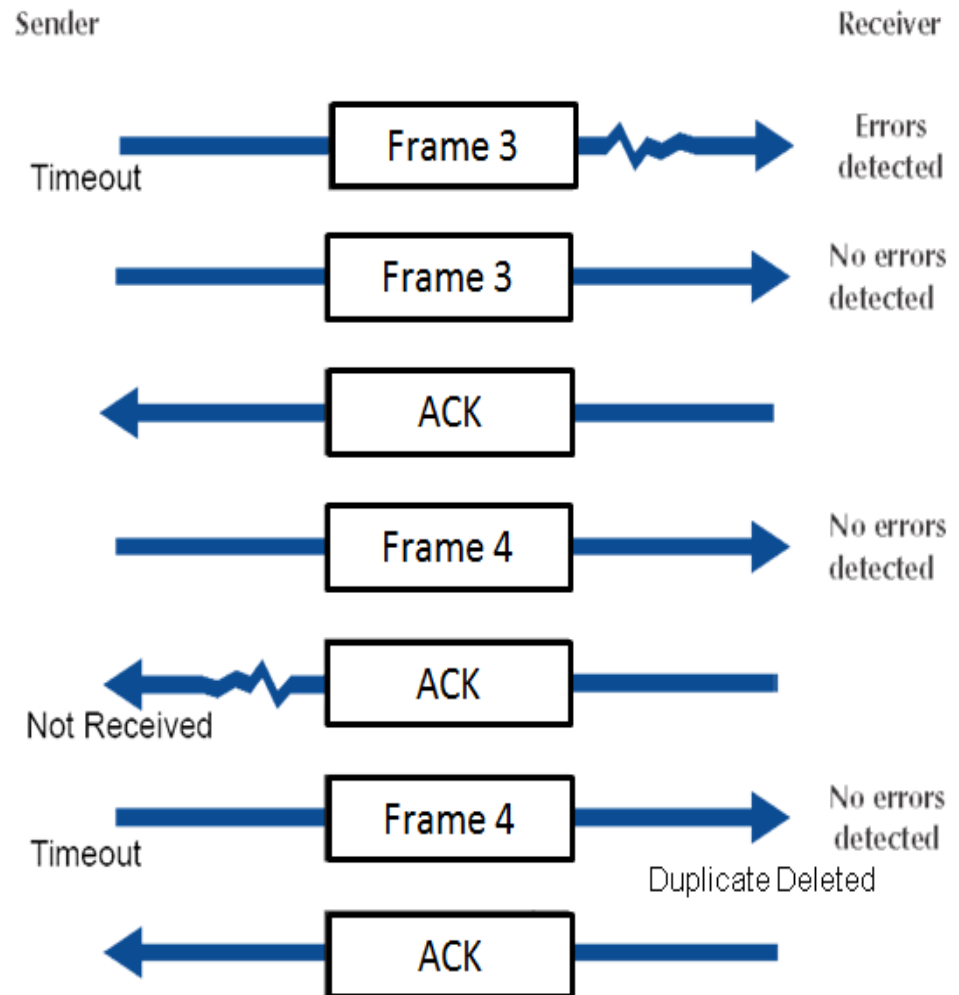 Sender
Receiver
Frame 3
Errors
detected
Timeout
Frame 3
No errors
detected
ACK
Frame 4
No errors
detected
ACK
Not Received
Frame 4
No errors
detected
Timeout
Duplicate Deleted
ACK